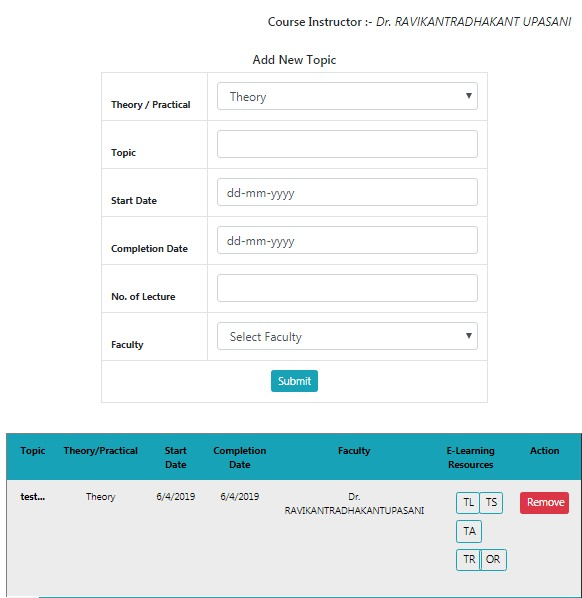 Course Instructor :- Dr. RAVIKANTRADHAKANT UPASANI
Add New Topic
Theory / Practical
Theory
Topic
Start Date
dd-mm-yyyy
Completion Date
dd-mm-yyyy
No. of Lecture
Faculty
Select Faculty
Submit
Topic Theory/Practical Start Date Completion Date Faculty E-Learning Resources Action
test... Theory 6/4/2019 6/4/2019 Dr. RAVIKANTRADHAKANTUPASANI TL TS Remove
TA
TR OR